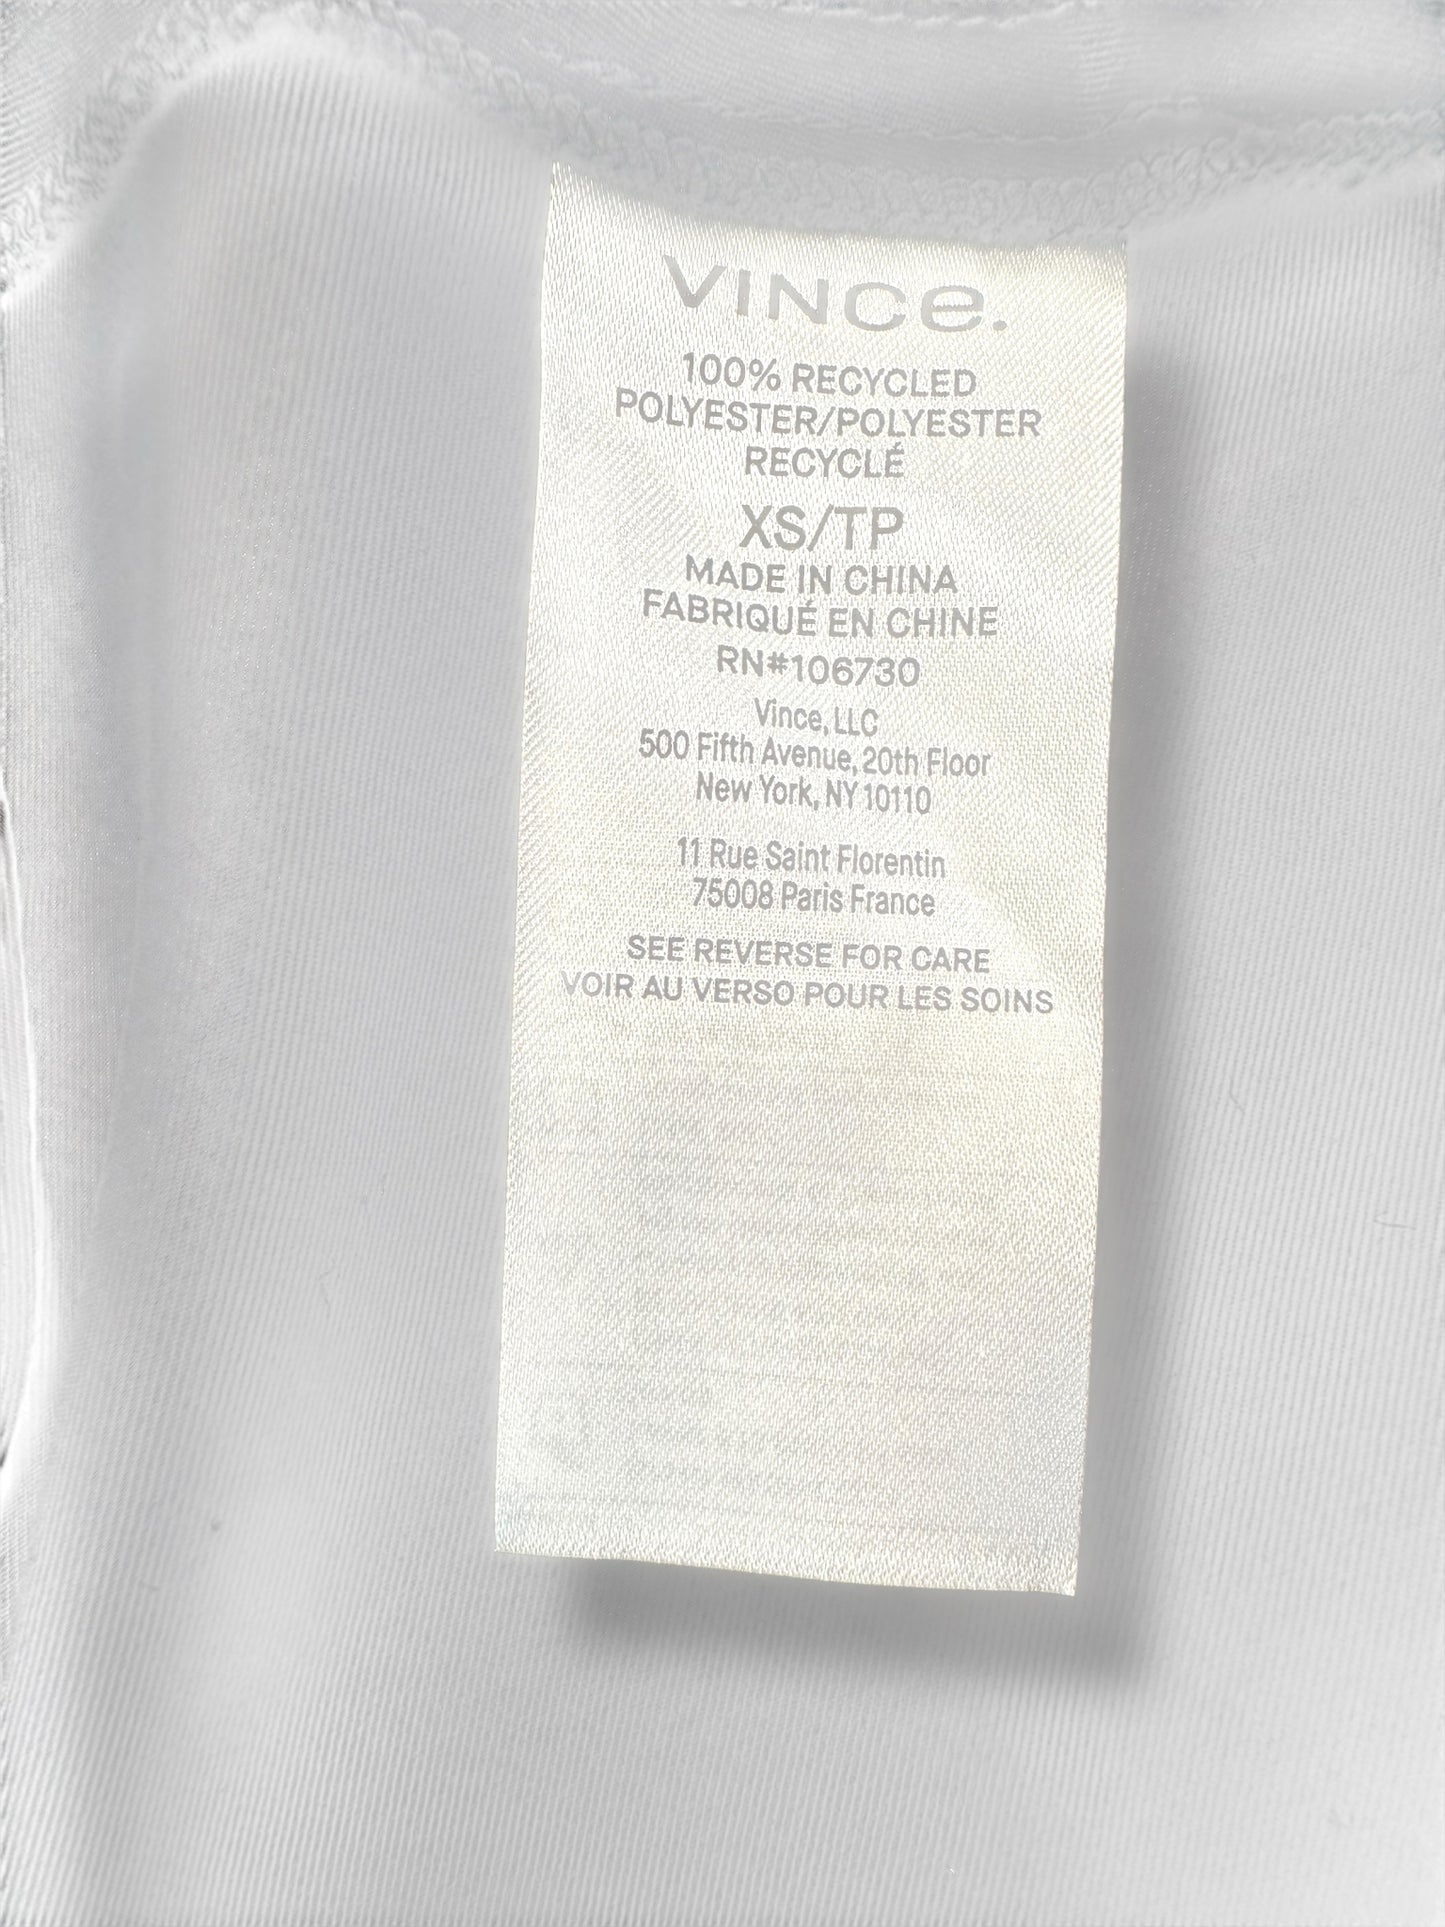 VINCe.
100% RECYCLED
POLYESTER/POLYESTER
RECYCLÉ
XS/TP
MADE IN CHINA
FABRIQUÉ EN CHINE
RN#106730
Vince, LLC
500 Fifth Avenue, 20th Floor
New York, NY 10110
11 Rue Saint Florentin
75008 Paris France
SEE REVERSE FOR CARE
VOIR AU VERSO POUR LES SOINS